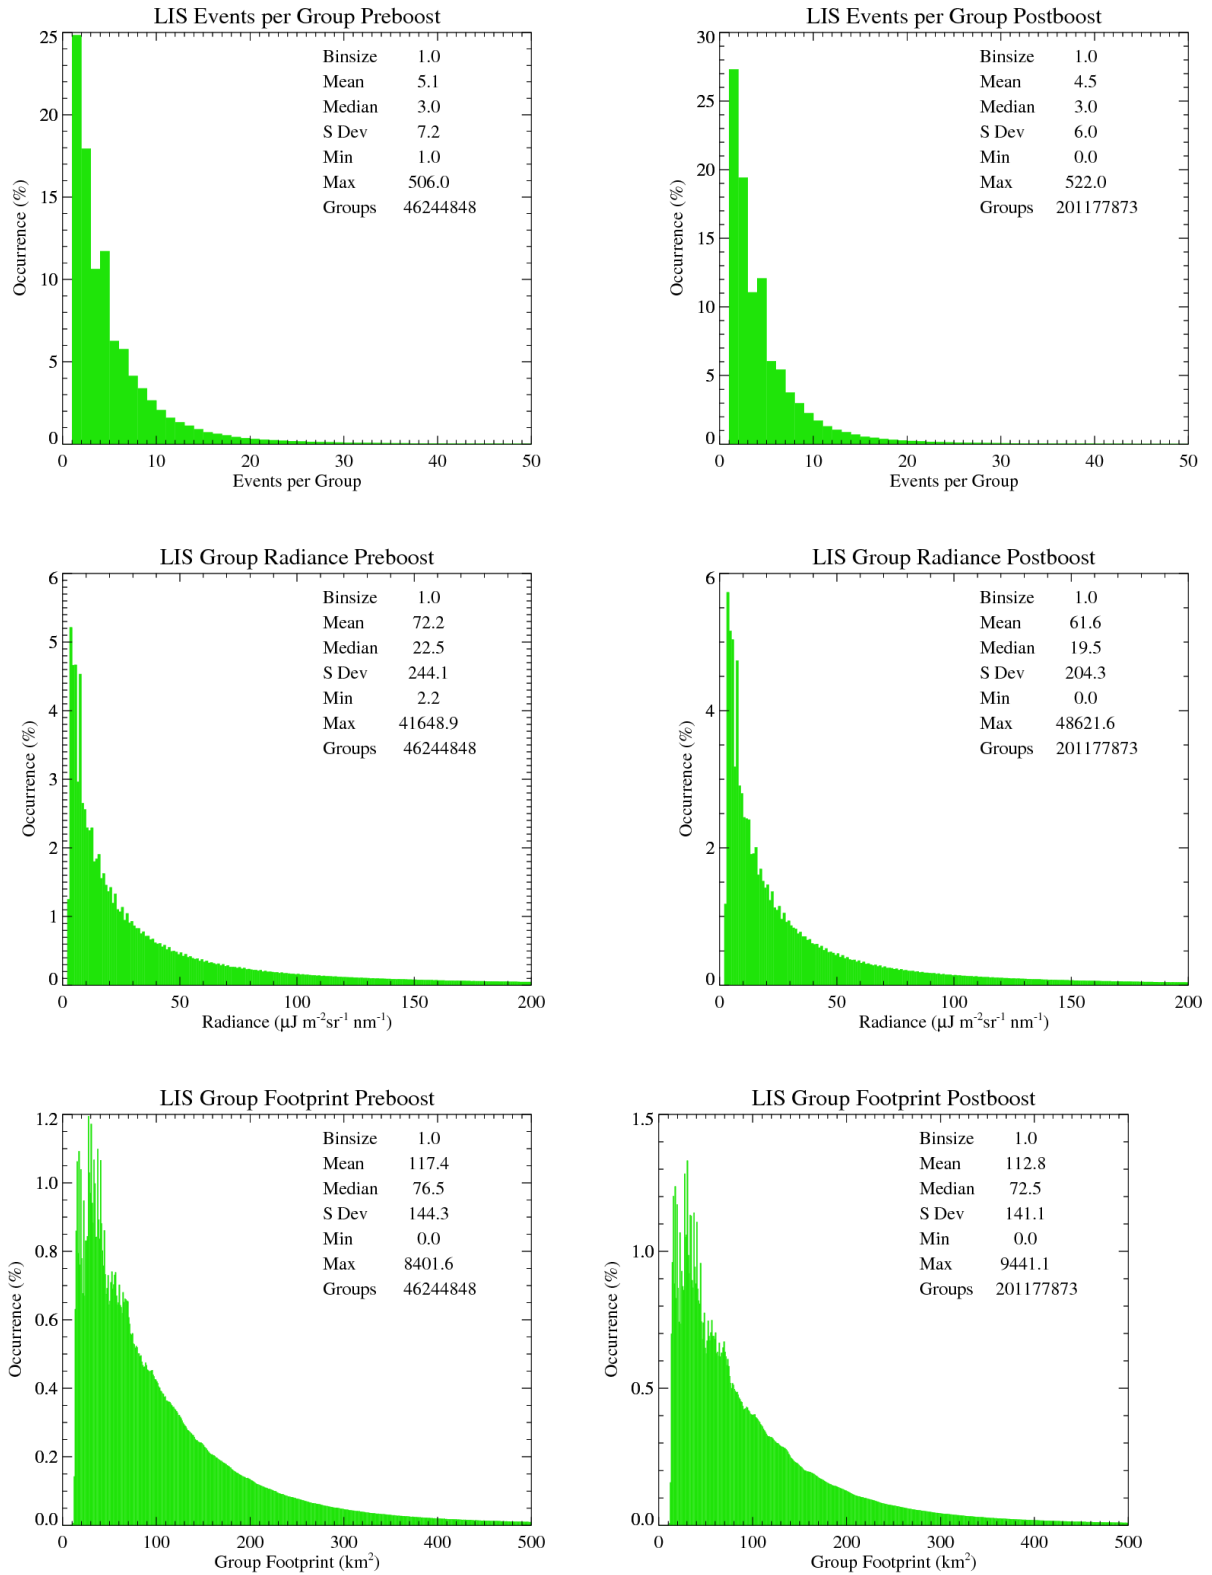 LIS Events per Group Preboost
25
20
15
10
5
0
Occurrence (%)
Binsize 1.0
Mean 5.1
Median 3.0
S Dev 7.2
Min 1.0
Max 506.0
Groups 46244848
0 10 20 30 40 50
Events per Group
LIS Events per Group Postboost
30
25
20
15
10
5
0
Occurrence (%)
Binsize 1.0
Mean 4.5
Median 3.0
S Dev 6.0
Min 0.0
Max 522.0
Groups 201177873
0 10 20 30 40 50
Events per Group
LIS Group Radiance Preboost
6
5
4
3
2
1
0
Occurrence (%)
Binsize 1.0
Mean 72.2
Median 22.5
S Dev 244.1
Min 2.2
Max 41648.9
Groups 46244848
0 50 100 150 200
Radiance (μJ m⁻²sr⁻¹ nm⁻¹)
LIS Group Radiance Postboost
6
4
2
0
Occurrence (%)
Binsize 1.0
Mean 61.6
Median 19.5
S Dev 204.3
Min 0.0
Max 48621.6
Groups 201177873
0 50 100 150 200
Radiance (μJ m⁻²sr⁻¹ nm⁻¹)
LIS Group Footprint Preboost
1.2
1.0
0.8
0.6
0.4
0.2
0.0
Occurrence (%)
Binsize 1.0
Mean 117.4
Median 76.5
S Dev 144.3
Min 0.0
Max 8401.6
Groups 46244848
0 100 200 300 400 500
Group Footprint (km²)
LIS Group Footprint Postboost
1.5
1.0
0.5
0.0
Occurrence (%)
Binsize 1.0
Mean 112.8
Median 72.5
S Dev 141.1
Min 0.0
Max 9441.1
Groups 201177873
0 100 200 300 400 500
Group Footprint (km²)